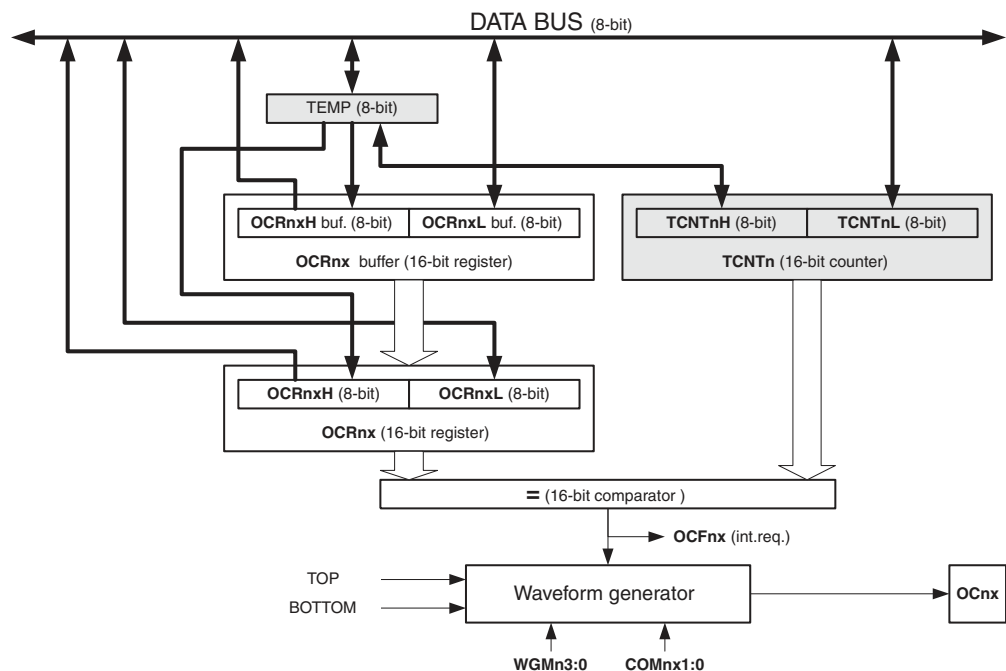 DATA BUS (8-bit)
TEMP (8-bit)
OCRnxH buf. (8-bit) OCRnxL buf. (8-bit)
TCNTnH (8-bit) TCNTnL (8-bit)
OCRnx buffer (16-bit register)
TCNTn (16-bit counter)
OCRnxH (8-bit) OCRnxL (8-bit)
OCRnx (16-bit register)
= (16-bit comparator )
OCFnx (int.req.)
TOP
BOTTOM
Waveform generator
OCnx
WGMn3:0 COMnx1:0